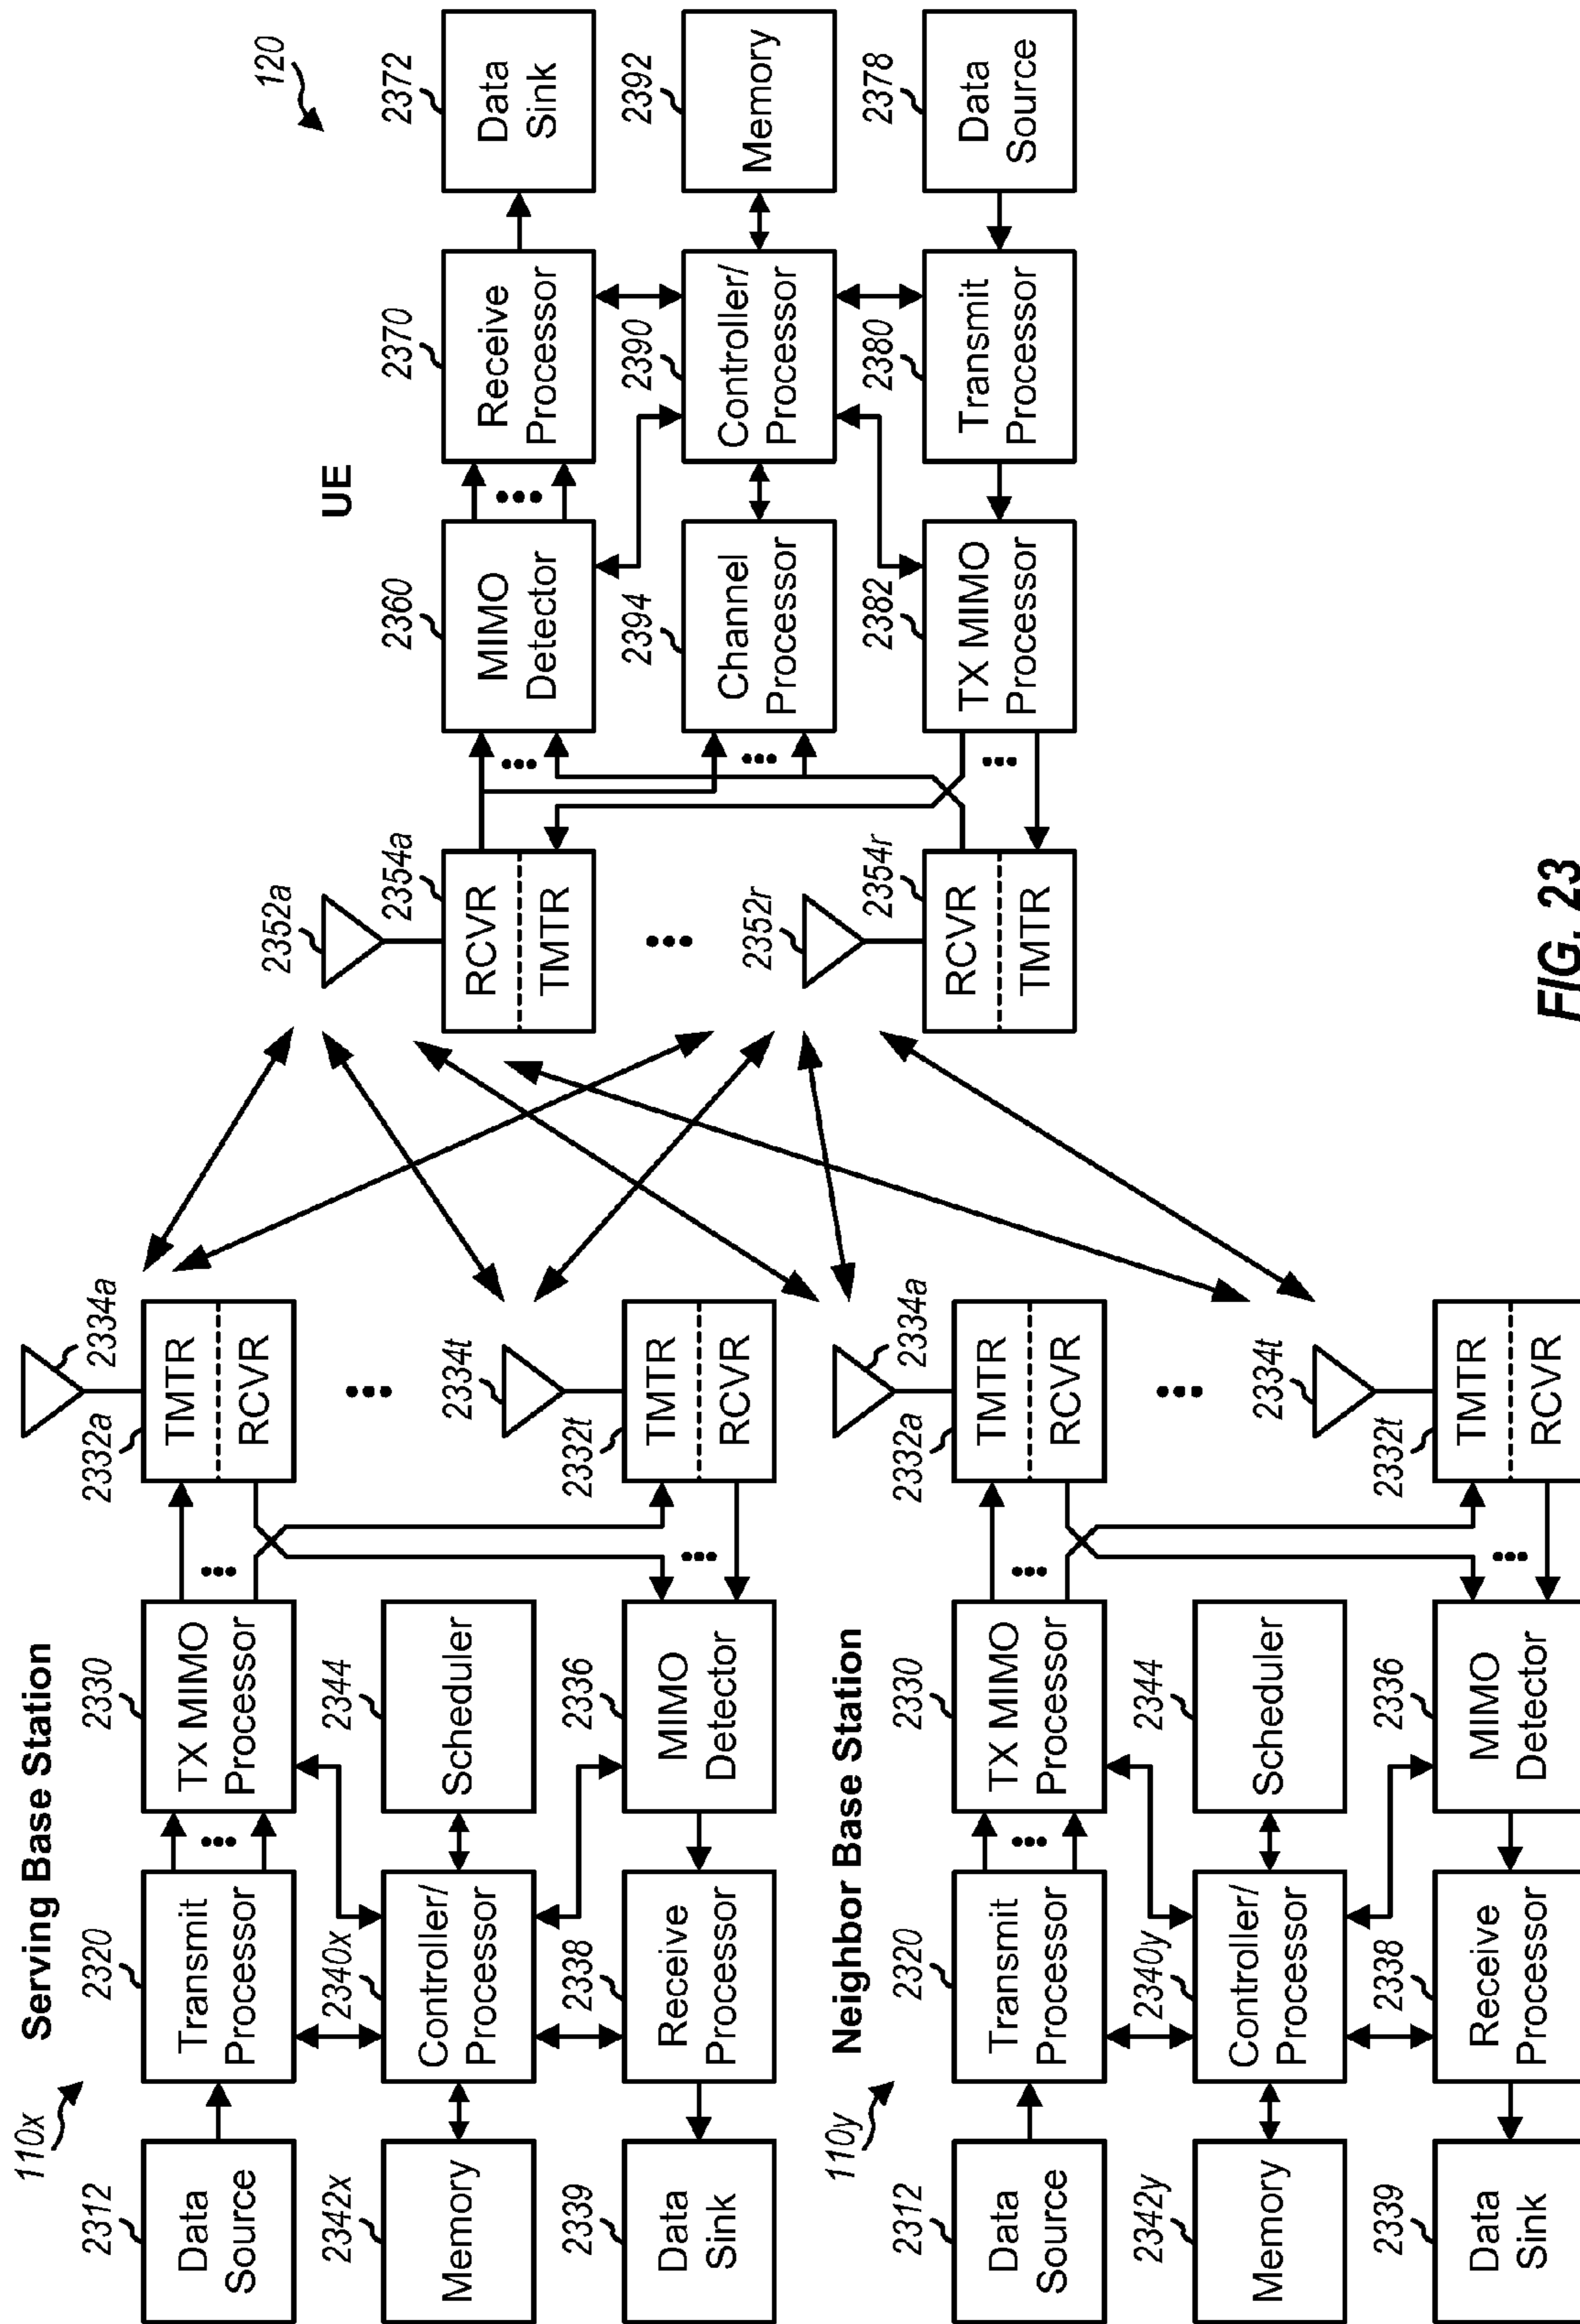 Serving Base Station
110x
2312
Data
Source
2320
Transmit
Processor
2330
TX MIMO
Processor
2332a
2334a
TMTR
RCVR
2342x
Memory
2340x
Controller/
Processor
2344
Scheduler
2339
Data
Sink
2338
Receive
Processor
2336
MIMO
Detector
2332t
2334t
TMTR
RCVR
Neighbor Base Station
110y
2312
Data
Source
2320
Transmit
Processor
2330
TX MIMO
Processor
2332a
2334a
TMTR
RCVR
2342y
Memory
2340y
Controller/
Processor
2344
Scheduler
2339
Data
Sink
2338
Receive
Processor
2336
MIMO
Detector
2332t
2334t
TMTR
RCVR
UE
120
2352a
2354a
RCVR
TMTR
2360
MIMO
Detector
2370
Receive
Processor
2372
Data
Sink
2394
Channel
Processor
2390
Controller/
Processor
2392
Memory
2352r
2354r
RCVR
TMTR
2382
TX MIMO
Processor
2380
Transmit
Processor
2378
Data
Source
FIG. 23